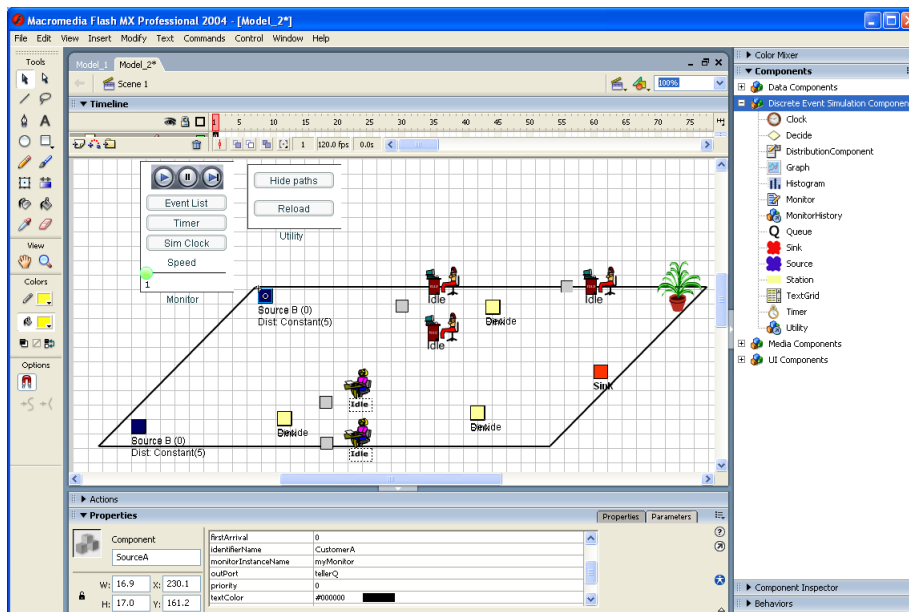 Macromedia Flash MX Professional 2004 - [Model_2*]
File Edit View Insert Modify Text Commands Control Window Help
Tools
Model_1 Model_2*
Scene 1
100%
Timeline
1 5 10 15 20 25 30 35 40 45 50 55 60 65 70 75
1 120.0 fps 0.0s
View
Colors
Options
Event List
Timer
Sim Clock
Speed
1
Monitor
Hide paths
Reload
Utility
Source B (0)
Dist: Constant(5)
Idle
Idle
Idle
Decide
Sink
Idle
Decide
Decide
Idle
Source B (0)
Dist: Constant(5)
Color Mixer
Components
Data Components
Discrete Event Simulation Component
Clock
Decide
DistributionComponent
Graph
Histogram
Monitor
MonitorHistory
Queue
Sink
Source
Station
TextGrid
Timer
Utility
Media Components
UI Components
Actions
Properties
Properties Parameters
Component
SourceA
W: 16.9 X: 230.1
H: 17.0 Y: 161.2
firstArrival 0
identifierName CustomerA
monitorInstanceName myMonitor
outPort tellerQ
priority 0
textColor #000000
Component Inspector
Behaviors